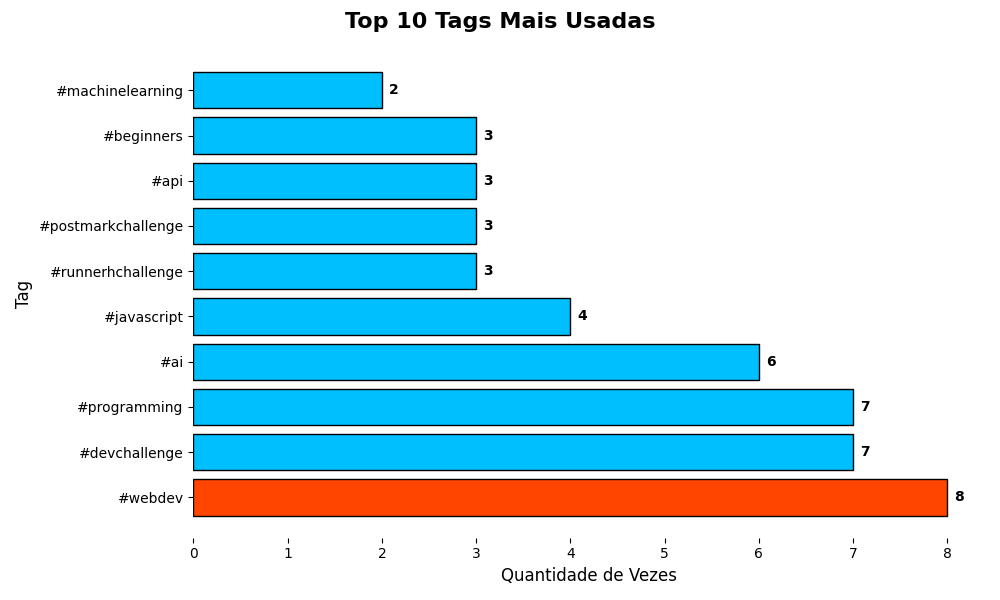 Top 10 Tags Mais Usadas
Tag
#machinelearning 2
#beginners 3
#api 3
#postmarkchallenge 3
#runnerhchallenge 3
#javascript 4
#ai 6
#programming 7
#devchallenge 7
#webdev 8
0 1 2 3 4 5 6 7 8
Quantidade de Vezes